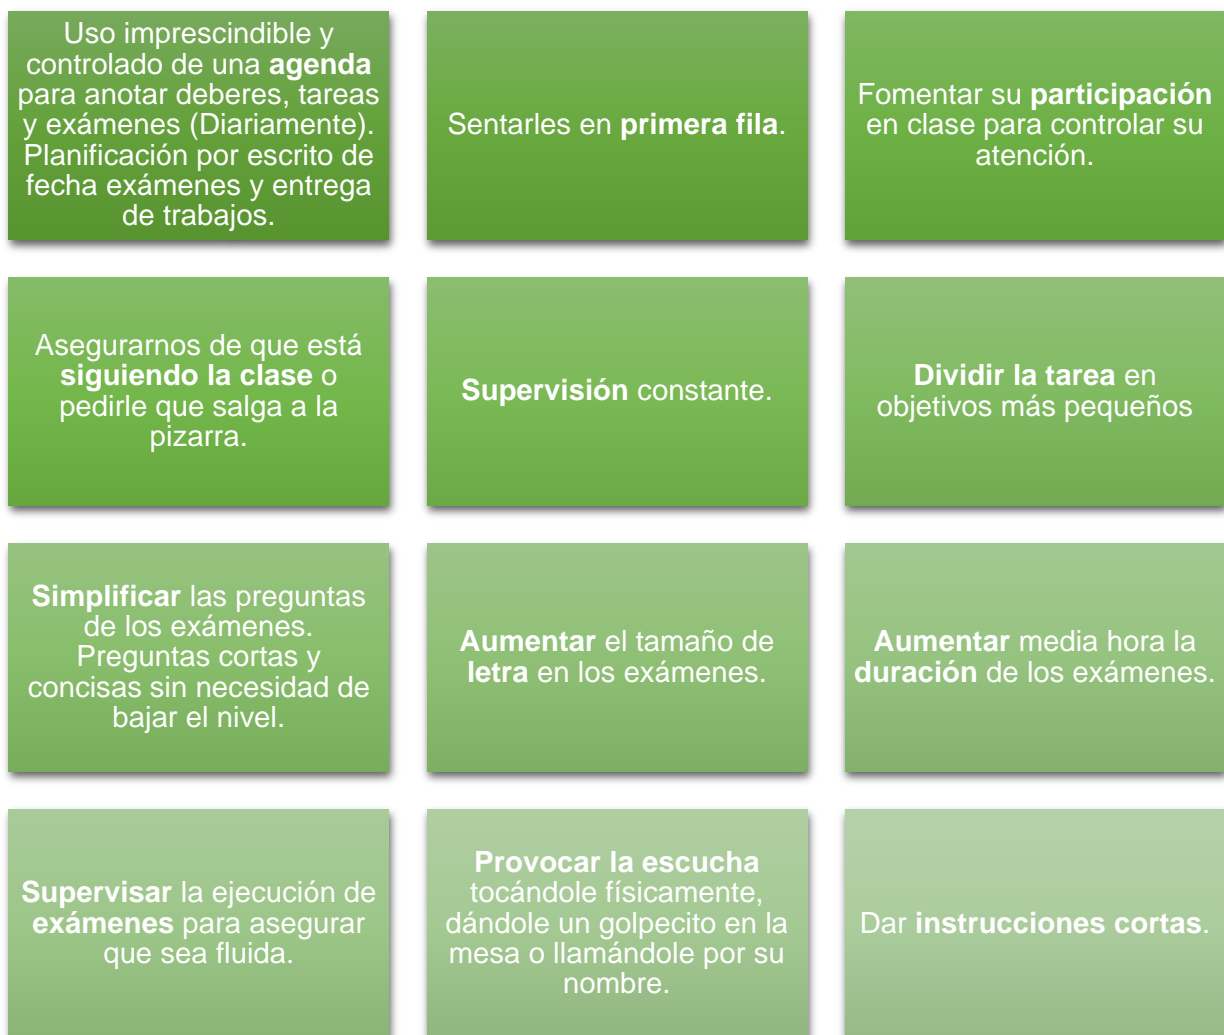 Uso imprescindible y
controlado de una agenda
para anotar deberes, tareas
y exámenes (Diariamente).
Planificación por escrito de
fecha exámenes y entrega
de trabajos.
Sentarles en primera fila.
Fomentar su participación
en clase para controlar su
atención.
Asegurarnos de que está
siguiendo la clase o
pedirle que salga a la
pizarra.
Supervisión constante.
Dividir la tarea en
objetivos más pequeños
Simplificar las preguntas
de los exámenes.
Preguntas cortas y
concisas sin necesidad de
bajar el nivel.
Aumentar el tamaño de
letra en los exámenes.
Aumentar media hora la
duración de los exámenes.
Supervisar la ejecución de
exámenes para asegurar
que sea fluida.
Provocar la escucha
tocándole físicamente,
dándole un golpecito en la
mesa o llamándole por su
nombre.
Dar instrucciones cortas.